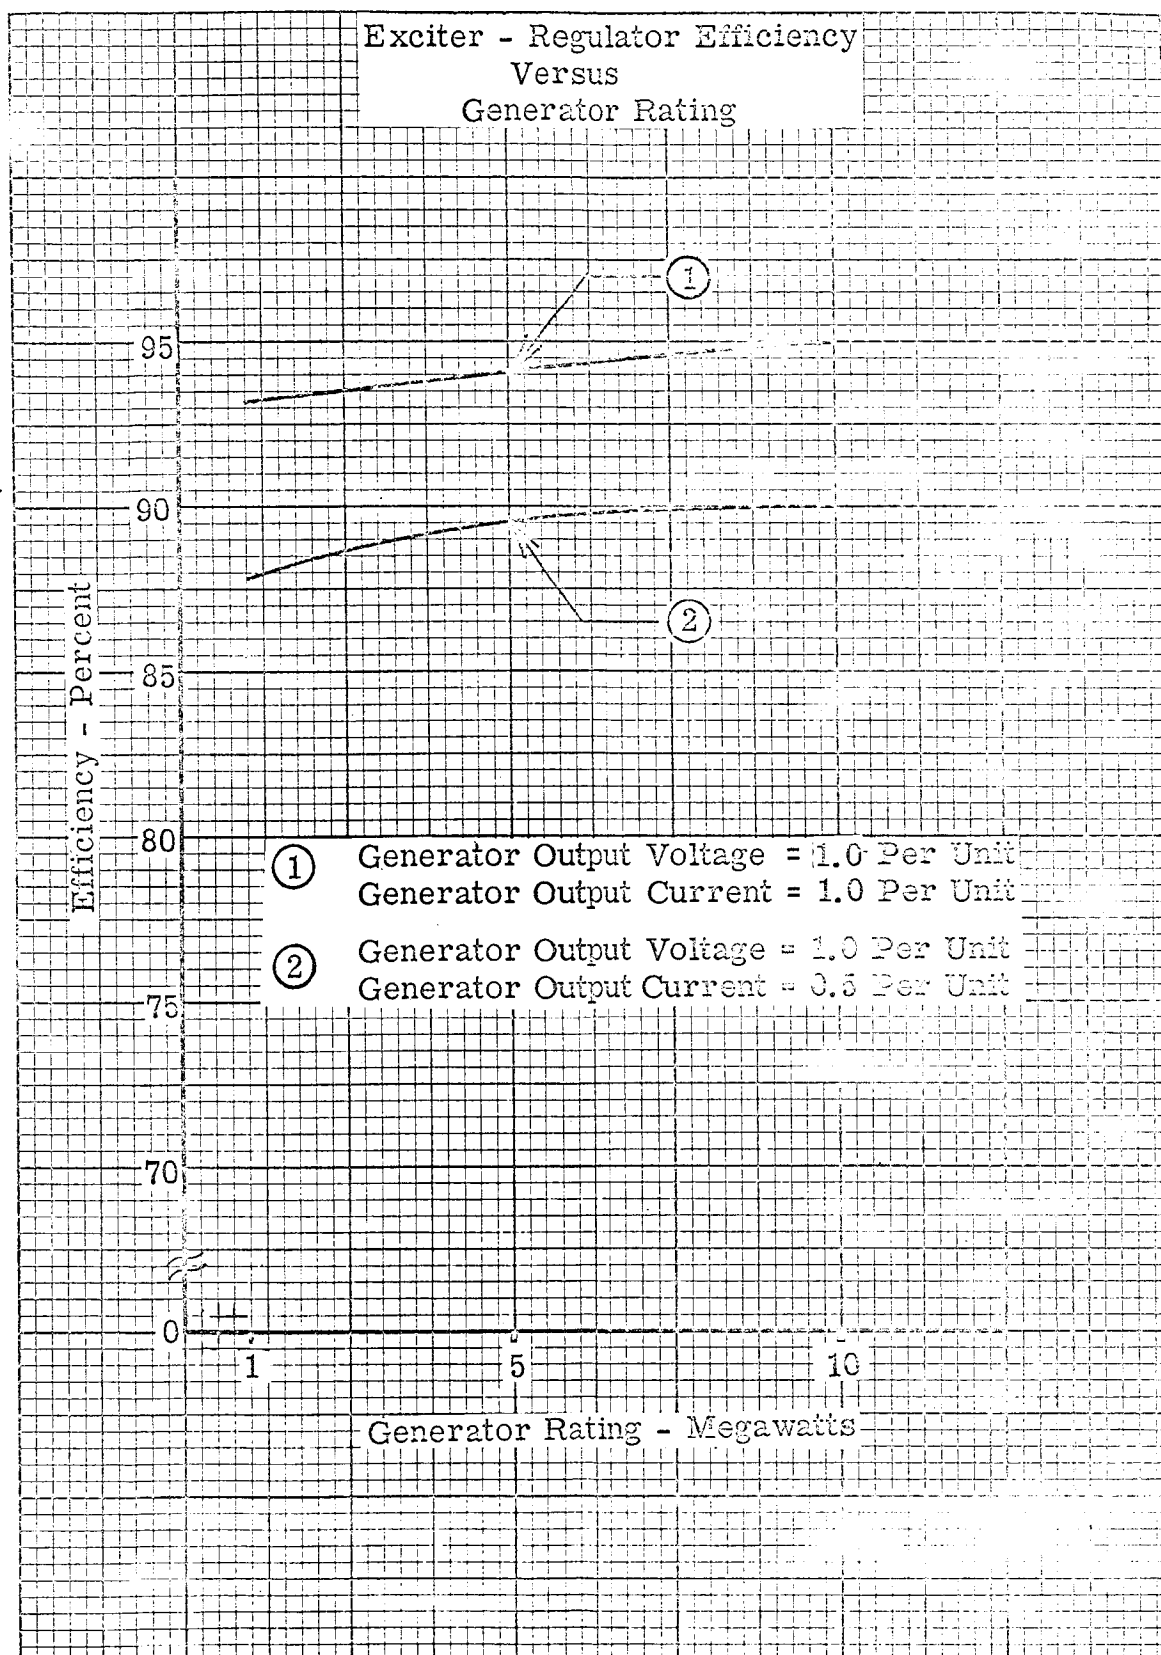 Exciter - Regulator Efficiency
Versus
Generator Rating
1
95
90
2
85
80
75
70
0
Efficiency - Percent
1 Generator Output Voltage = 1.0 Per Unit
Generator Output Current = 1.0 Per Unit
2 Generator Output Voltage = 1.0 Per Unit
Generator Output Current = Per Unit
1 5 10
Generator Rating - Megawatts